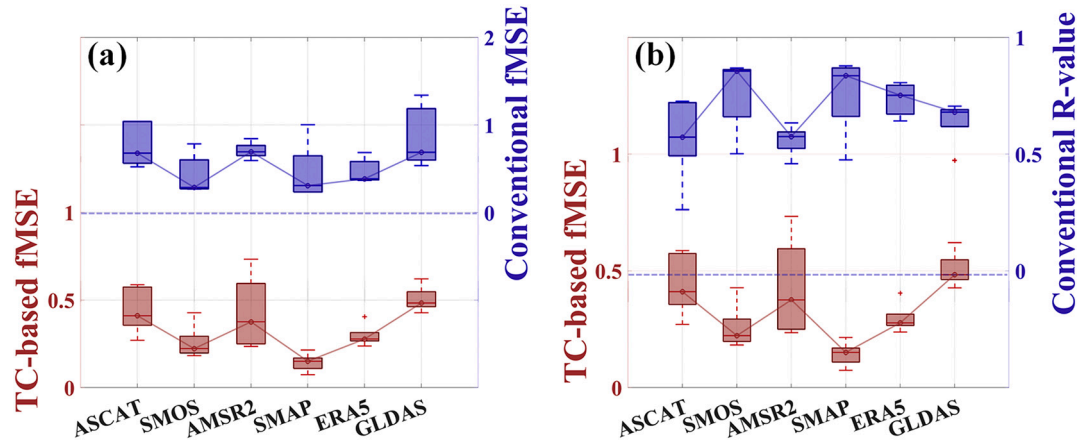 (a)
TC-based fMSE
1
0.5
0
Conventional fMSE
2
1
0
ASCAT
SMOS
AMSR2
SMAP
ERA5
GLDAS
(b)
TC-based fMSE
1
0.5
0
Conventional R-value
1
0.5
0
ASCAT
SMOS
AMSR2
SMAP
ERA5
GLDAS